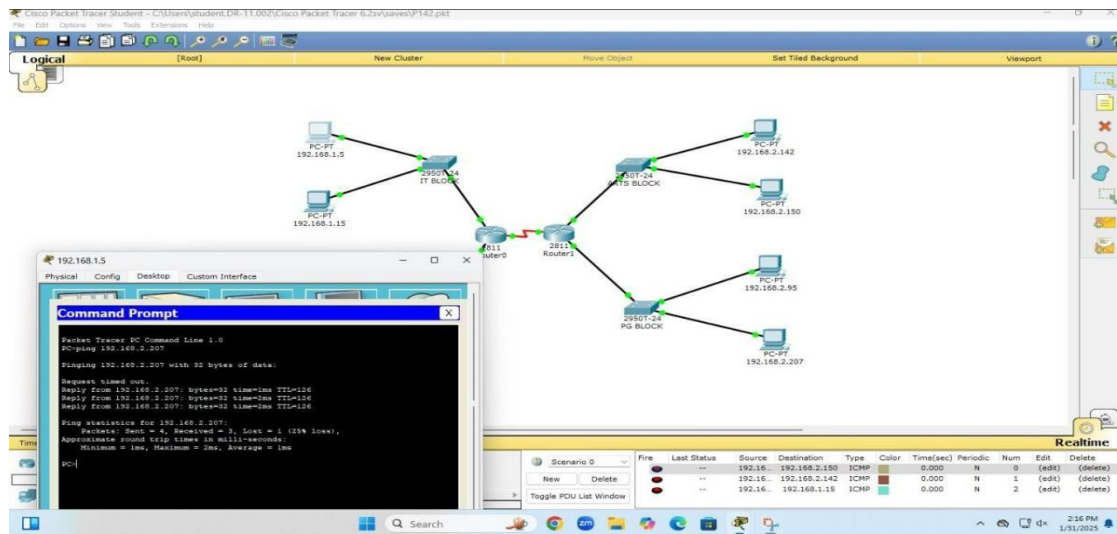 Cisco Packet Tracer Student - C:\Users\student.DR-11.002\Cisco Packet Tracer 6.2sv\saves\P142.pkt
File Edit Options View Tools Extensions Help
Logical [Root] New Cluster Move Object Set Tiled Background Viewport
PC-PT
192.168.1.5
2950T-24
IT BLOCK
PC-PT
192.168.1.15
2811
Router0
2811
Router1
PC-PT
192.168.2.142
2950T-24
ARTS BLOCK
PC-PT
192.168.2.150
PC-PT
192.168.2.95
2950T-24
PG BLOCK
PC-PT
192.168.2.207
192.168.1.5
Physical Config Desktop Custom Interface
Command Prompt X
Packet Tracer PC Command Line 1.0
PC>ping 192.168.2.207
Pinging 192.168.2.207 with 32 bytes of data:
Request timed out.
Reply from 192.168.2.207: bytes=32 time=1ms TTL=126
Reply from 192.168.2.207: bytes=32 time=2ms TTL=126
Reply from 192.168.2.207: bytes=32 time=2ms TTL=126
Ping statistics for 192.168.2.207:
Packets: Sent = 4, Received = 3, Lost = 1 (25% loss),
Approximate round trip times in milli-seconds:
Minimum = 1ms, Maximum = 2ms, Average = 1ms
PC>
Time
Realtime
Scenario 0
New Delete
Toggle PDU List Window
Fire Last Status Source Destination Type Color Time(sec) Periodic Num Edit Delete
-- 192.16... 192.168.2.150 ICMP 0.000 N 0 (edit) (delete)
-- 192.16... 192.168.2.142 ICMP 0.000 N 1 (edit) (delete)
-- 192.16... 192.168.1.15 ICMP 0.000 N 2 (edit) (delete)
Search
2:16 PM
1/31/2025